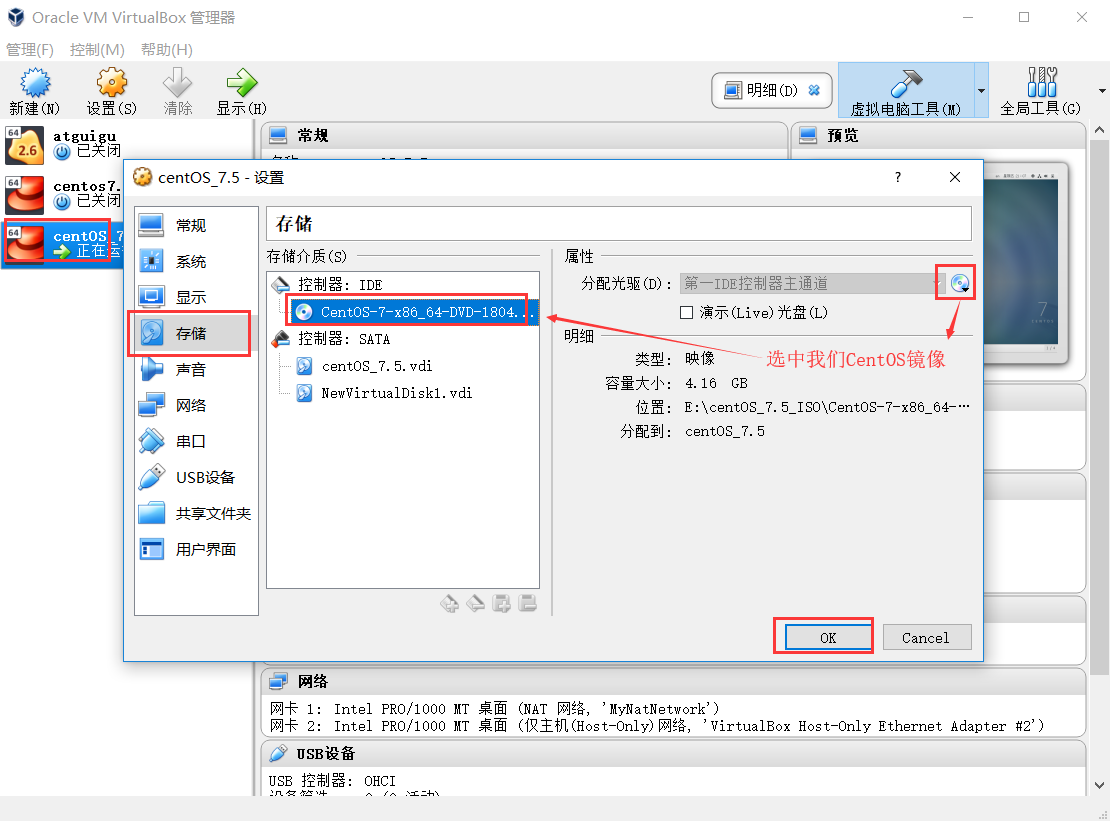 Oracle VM VirtualBox 管理器
管理(F) 控制(M) 帮助(H)
新建(N) 设置(S) 清除 显示(H) 明细(D) 虚拟电脑工具(M) 全局工具(G)
64 2.6 atguigu
已关闭
64 centos7.
已关闭
64 centOS_7
正在运
常规
预览
centOS_7.5 - 设置 ?
常规
系统
显示
存储
声音
网络
串口
USB设备
共享文件夹
用户界面
存储
存储介质(S)
控制器: IDE
CentOS-7-x86_64-DVD-1804...
控制器: SATA
centOS_7.5.vdi
NewVirtualDisk1.vdi
属性
分配光驱(D): 第一IDE控制器主通道
演示(Live)光盘(L)
明细
选中我们CentOS镜像
类型: 映像
容量大小: 4.16 GB
位置: E:\centOS_7.5_ISO\CentOS-7-x86_64-…
分配到: centOS_7.5
7
OK Cancel
网络
网卡 1: Intel PRO/1000 MT 桌面 (NAT 网络, 'MyNatNetwork')
网卡 2: Intel PRO/1000 MT 桌面 (仅主机(Host-Only)网络, 'VirtualBox Host-Only Ethernet Adapter #2')
USB设备
USB 控制器: OHCI